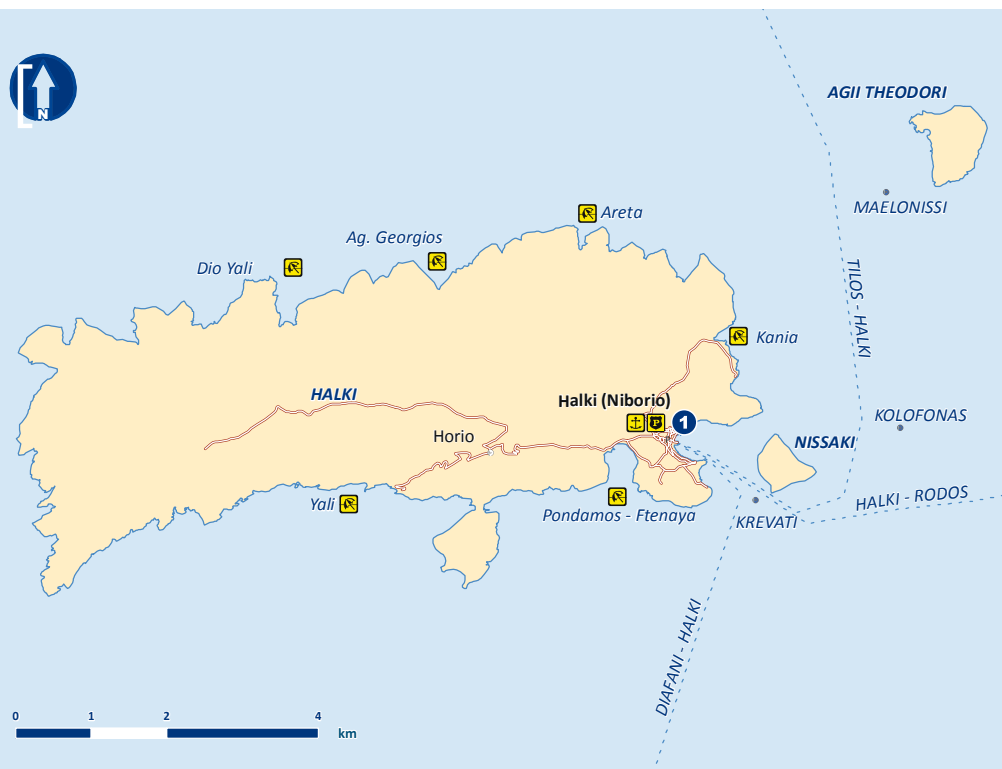 N
AGII THEODORI
MAELONISSI
Areta
Ag. Georgios
Dio Yali
TILOS - HALKI
Kania
HALKI
Halki (Niborio)
1
KOLOFONAS
Horio
NISSAKI
Yali
Pondamos - Ftenaya
KREVATI
HALKI - RODOS
DIAFANI - HALKI
0 1 2 4
km